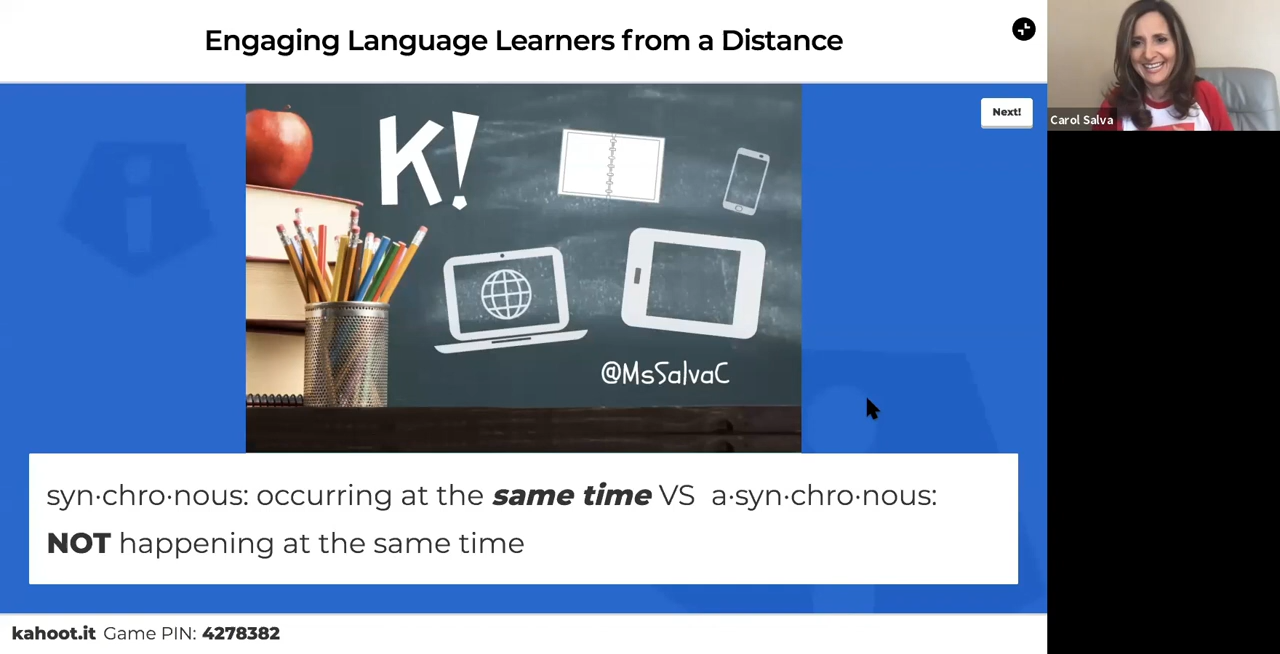 Engaging Language Learners from a Distance
Next!
Carol Salva
K!
@MsSalvaC
syn·chro·nous: occurring at the same time VS a·syn·chro·nous:
NOT happening at the same time
kahoot.it Game PIN: 4278382